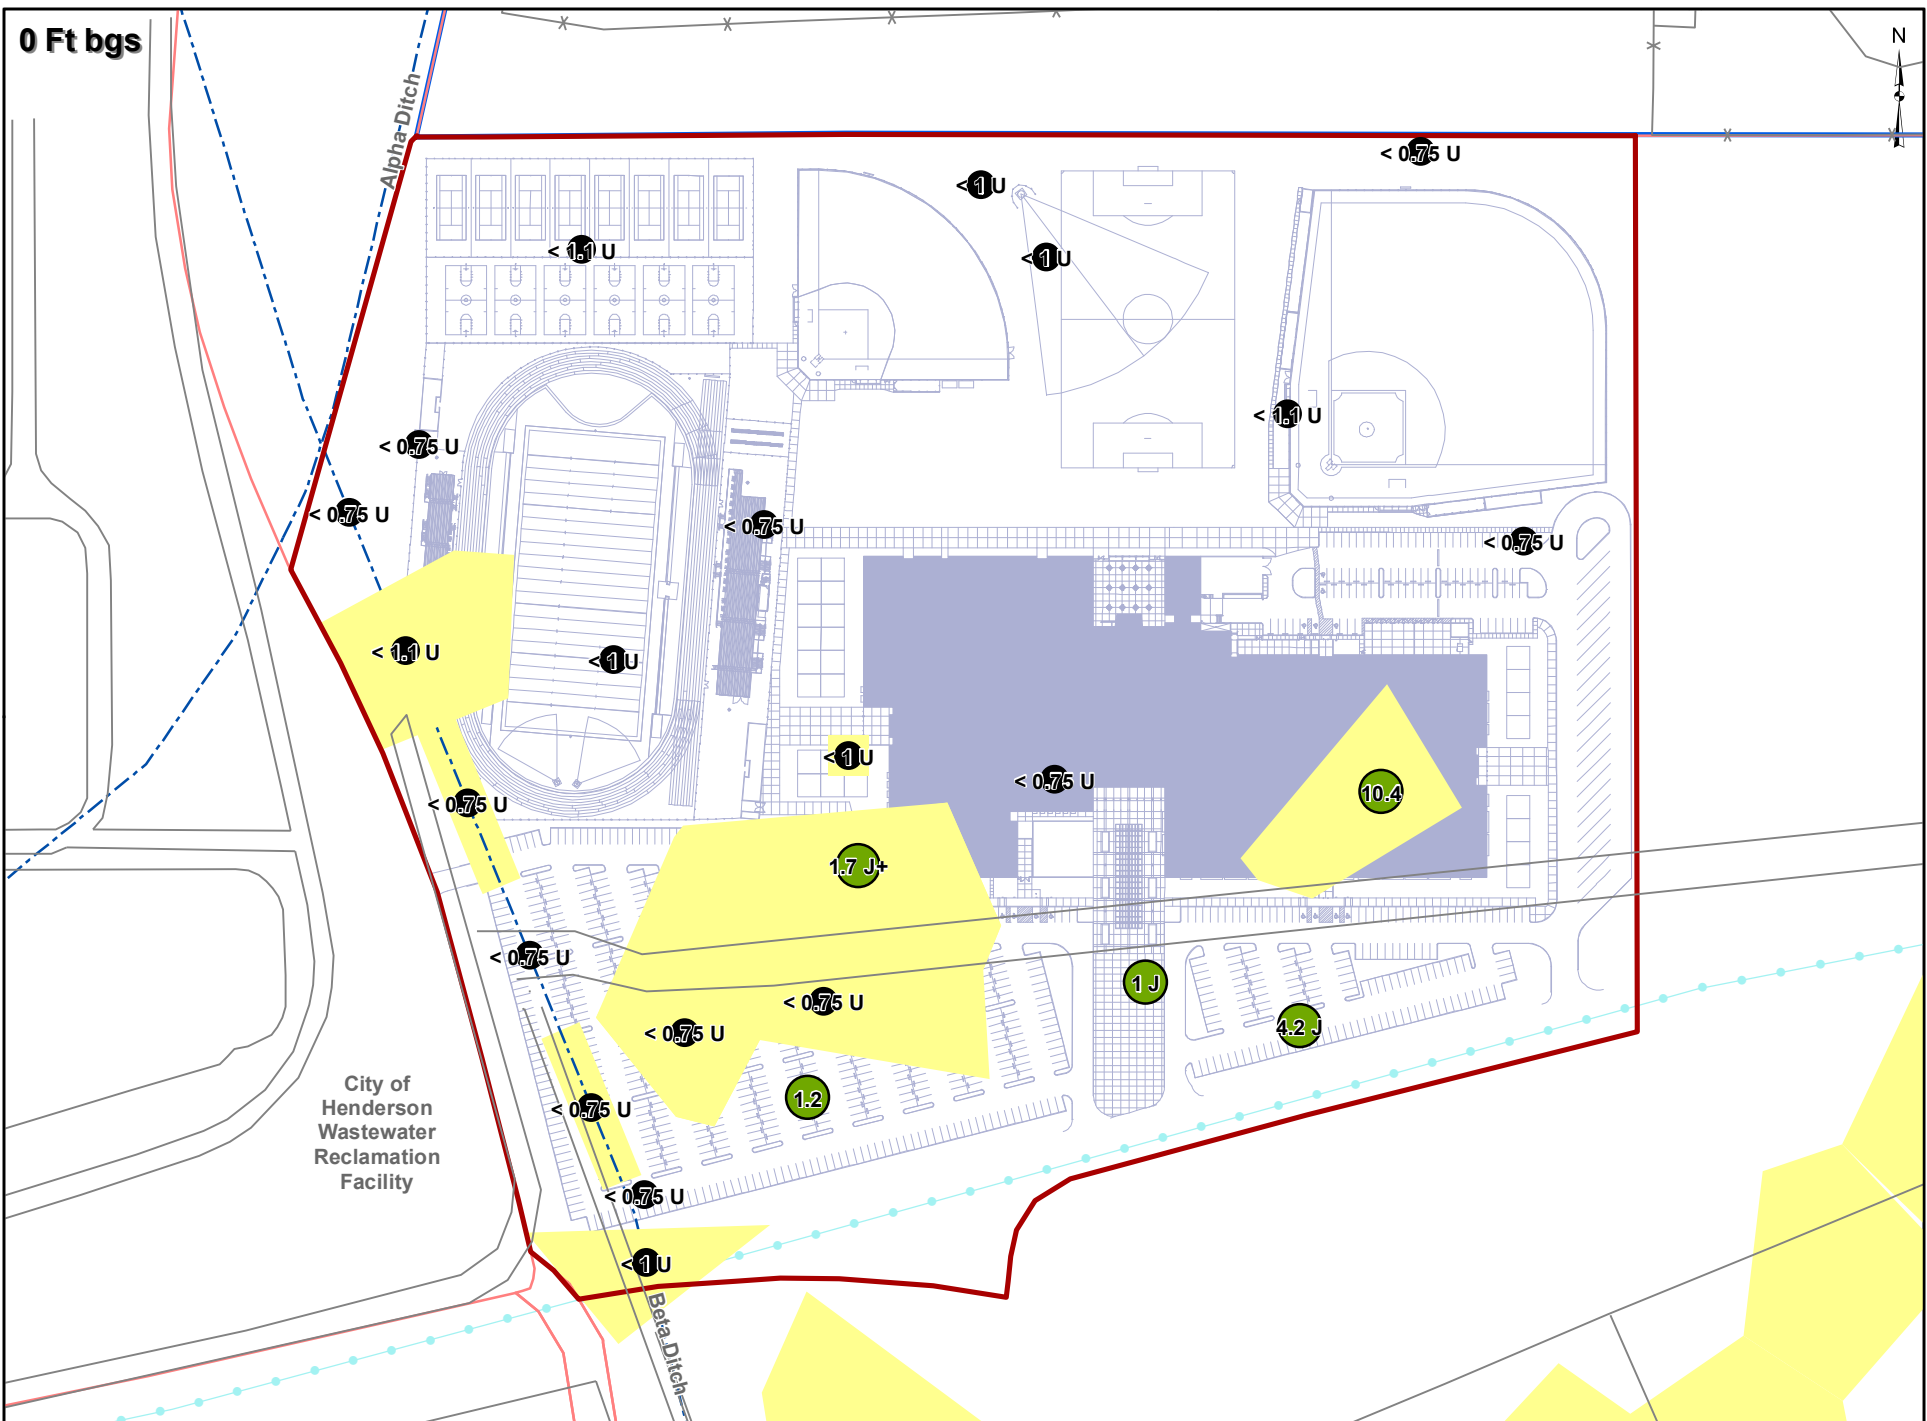 0 Ft bgs
N
Alpha Ditch
< 0.75 U
< 1 U
< 1.1 U
< 1 U
< 1.1 U
< 0.75 U
< 0.75 U
< 0.75 U
< 0.75 U
< 1.1 U
< 1 U
< 1 U
< 0.75 U
10.4
< 0.75 U
1.7 J+
< 0.75 U
1 J
< 0.75 U
4.2 J
< 0.75 U
1.2
< 0.75 U
City of
Henderson
Wastewater
Reclamation
Facility
< 0.75 U
< 1 U
Beta Ditch